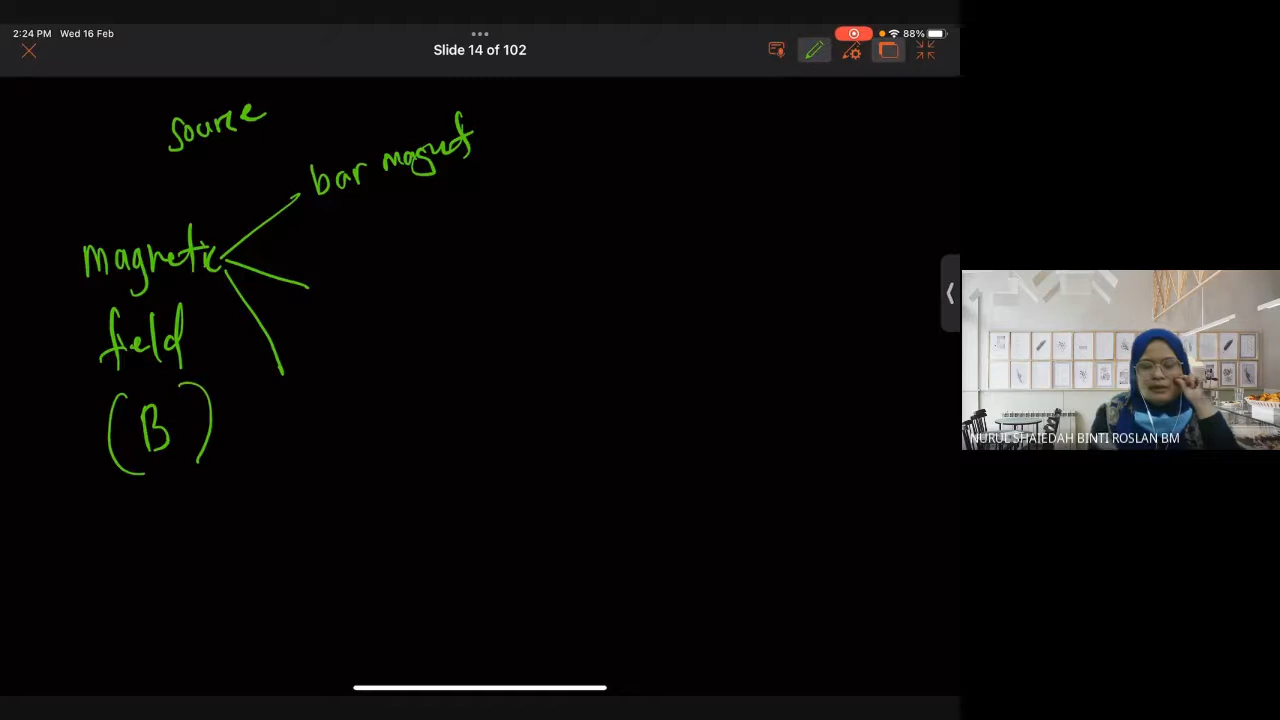 2:24 PM Wed 16 Feb
88%
Slide 14 of 102
source
bar magnet
magnetic
field
(B)
NURUL SHAIEDAH BINTI ROSLAN BM